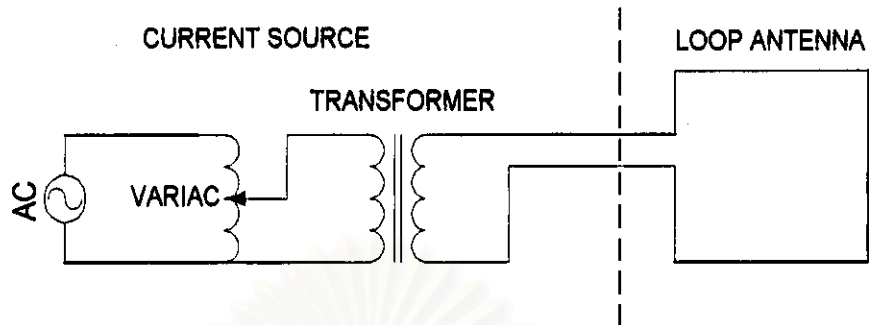 CURRENT SOURCE
LOOP ANTENNA
TRANSFORMER
AC
VARIAC